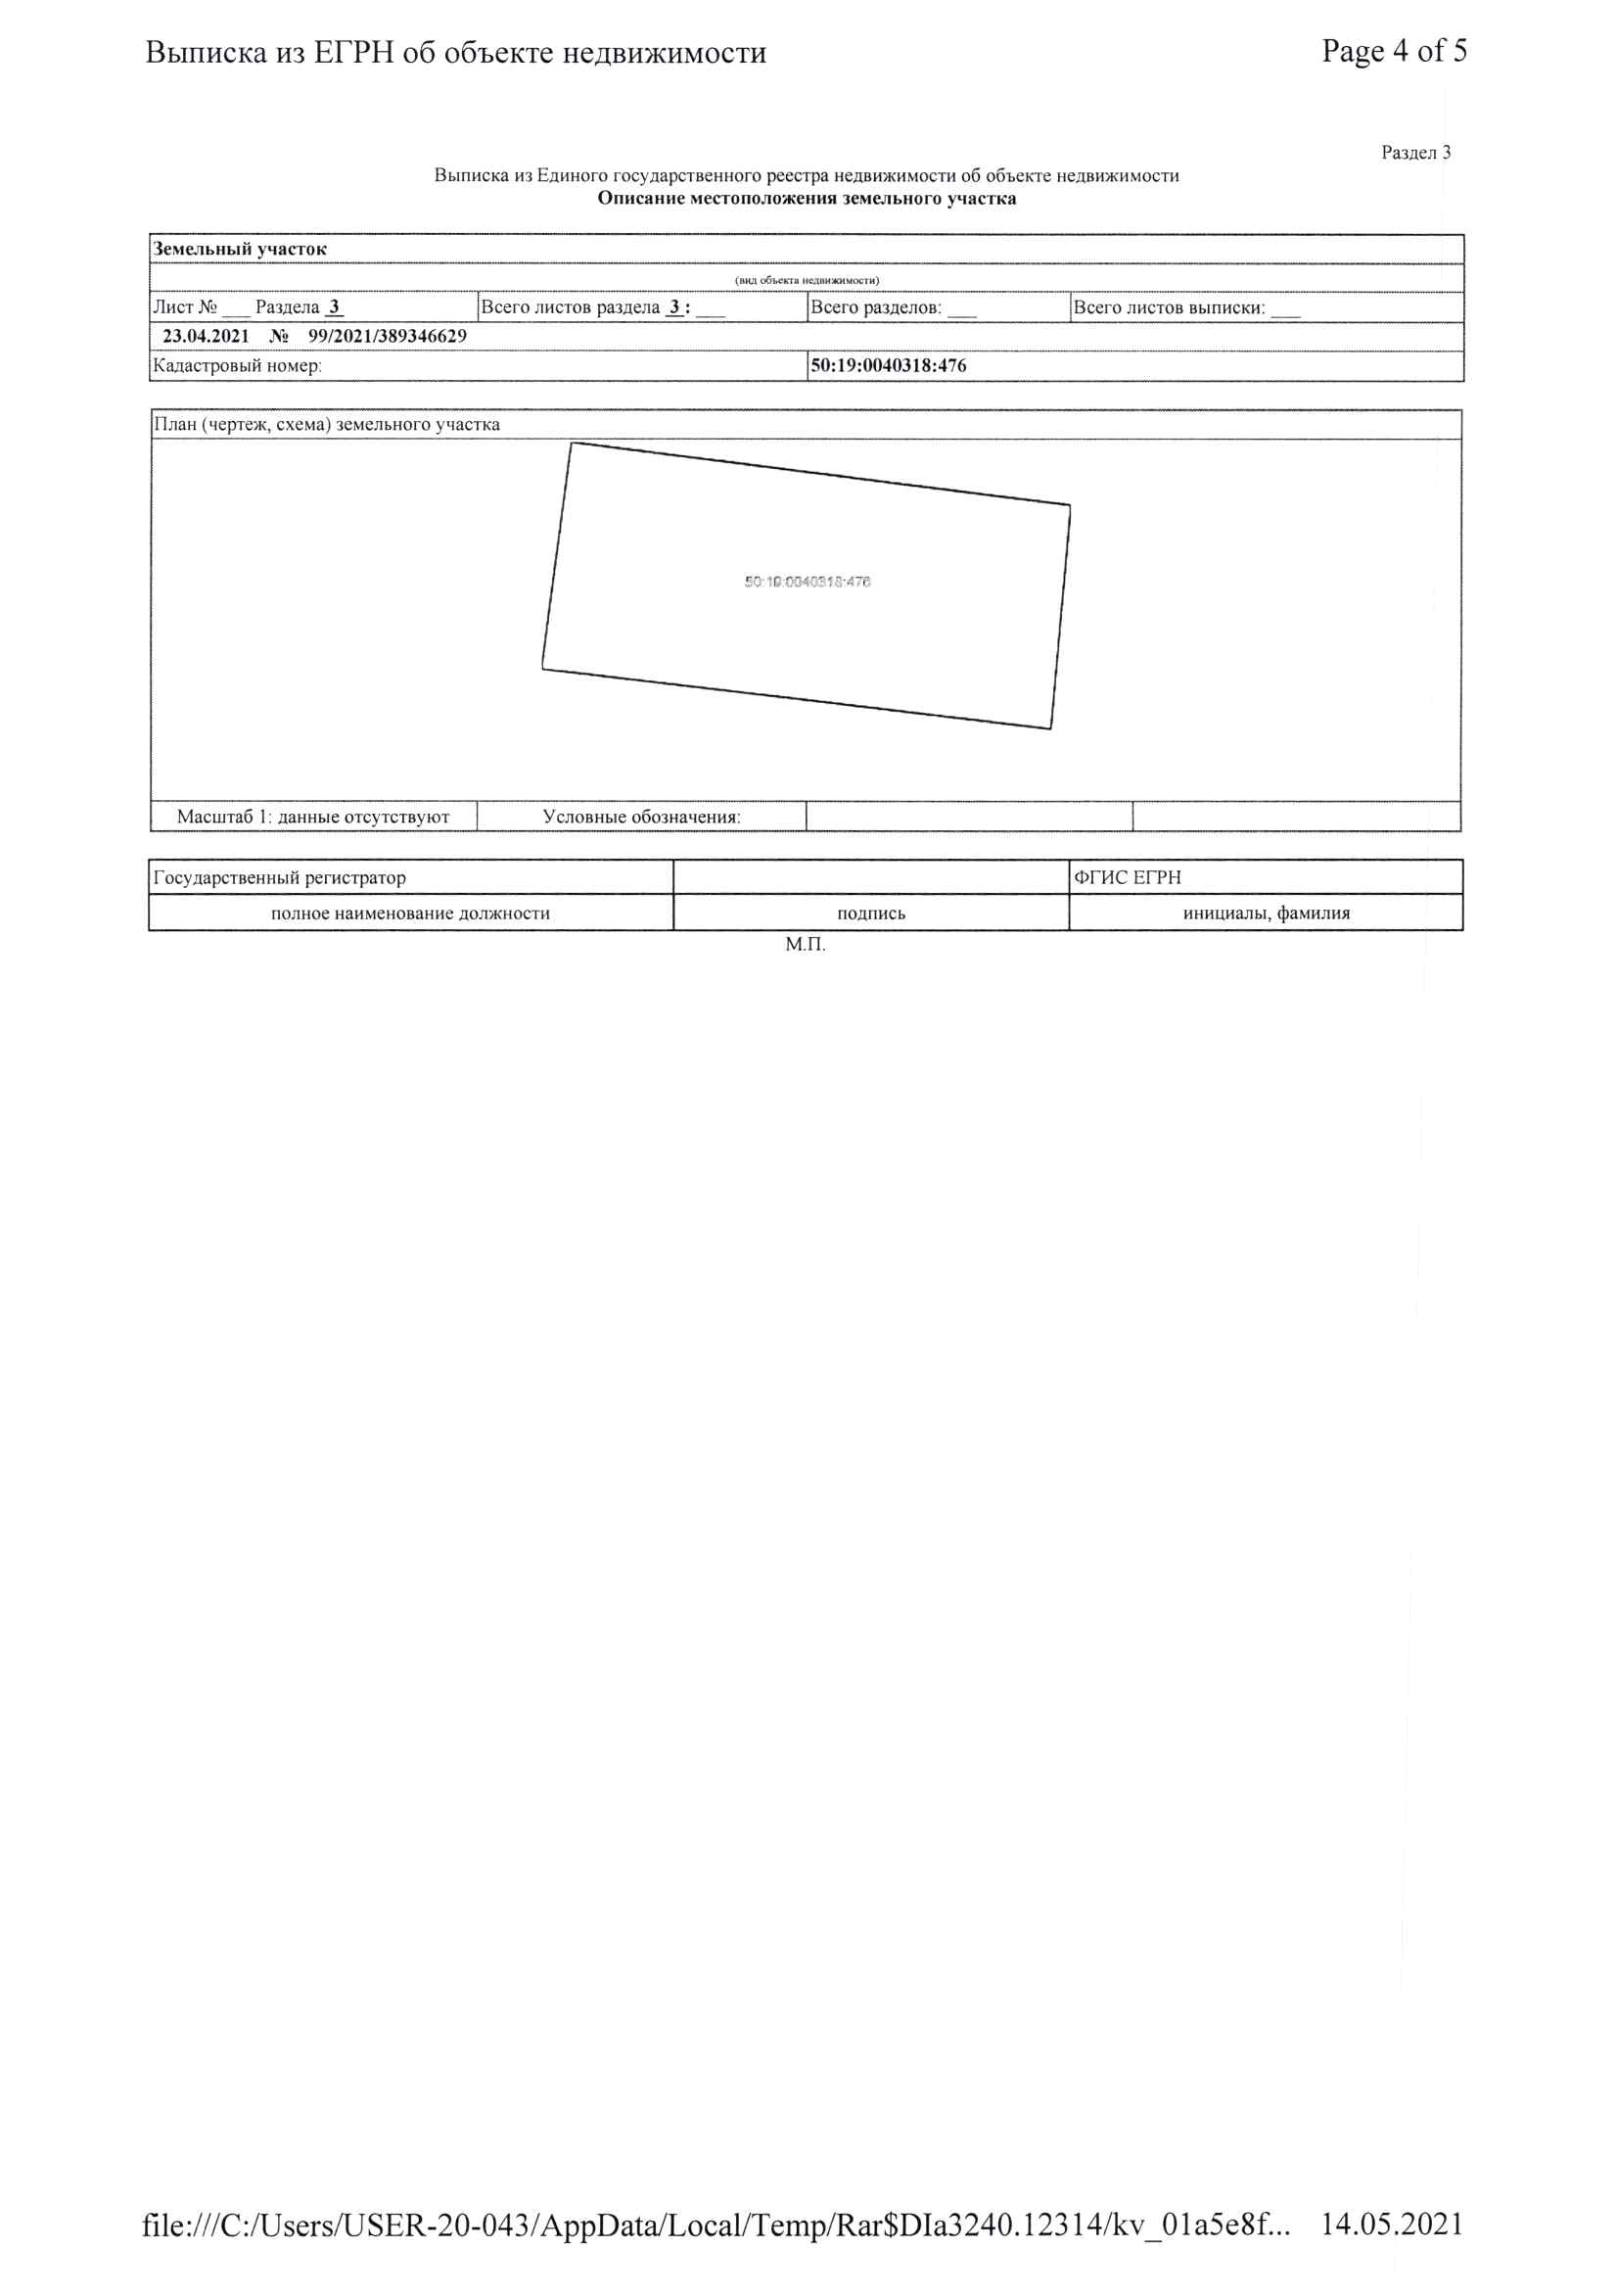 Выписка из ЕГРН об объекте недвижимости Page 4 of 5
Раздел 3
Выписка из Единого государственного реестра недвижимости об объекте недвижимости
Описание местоположения земельного участка
Земельный участок
(вид объекта недвижимости)
Лист № ___ Раздела 3 Всего листов раздела 3 : ___ Всего разделов: ___ Всего листов выписки: ___
23.04.2021 № 99/2021/389346629
Кадастровый номер: 50:19:0040318:476
План (чертеж, схема) земельного участка
50:19:0040318:476
Масштаб 1: данные отсутствуют Условные обозначения:
Государственный регистратор ФГИС ЕГРН
полное наименование должности подпись инициалы, фамилия
М.П.
file:///C:/Users/USER-20-043/AppData/Local/Temp/Rar$DIa3240.12314/kv_01a5e8f... 14.05.2021